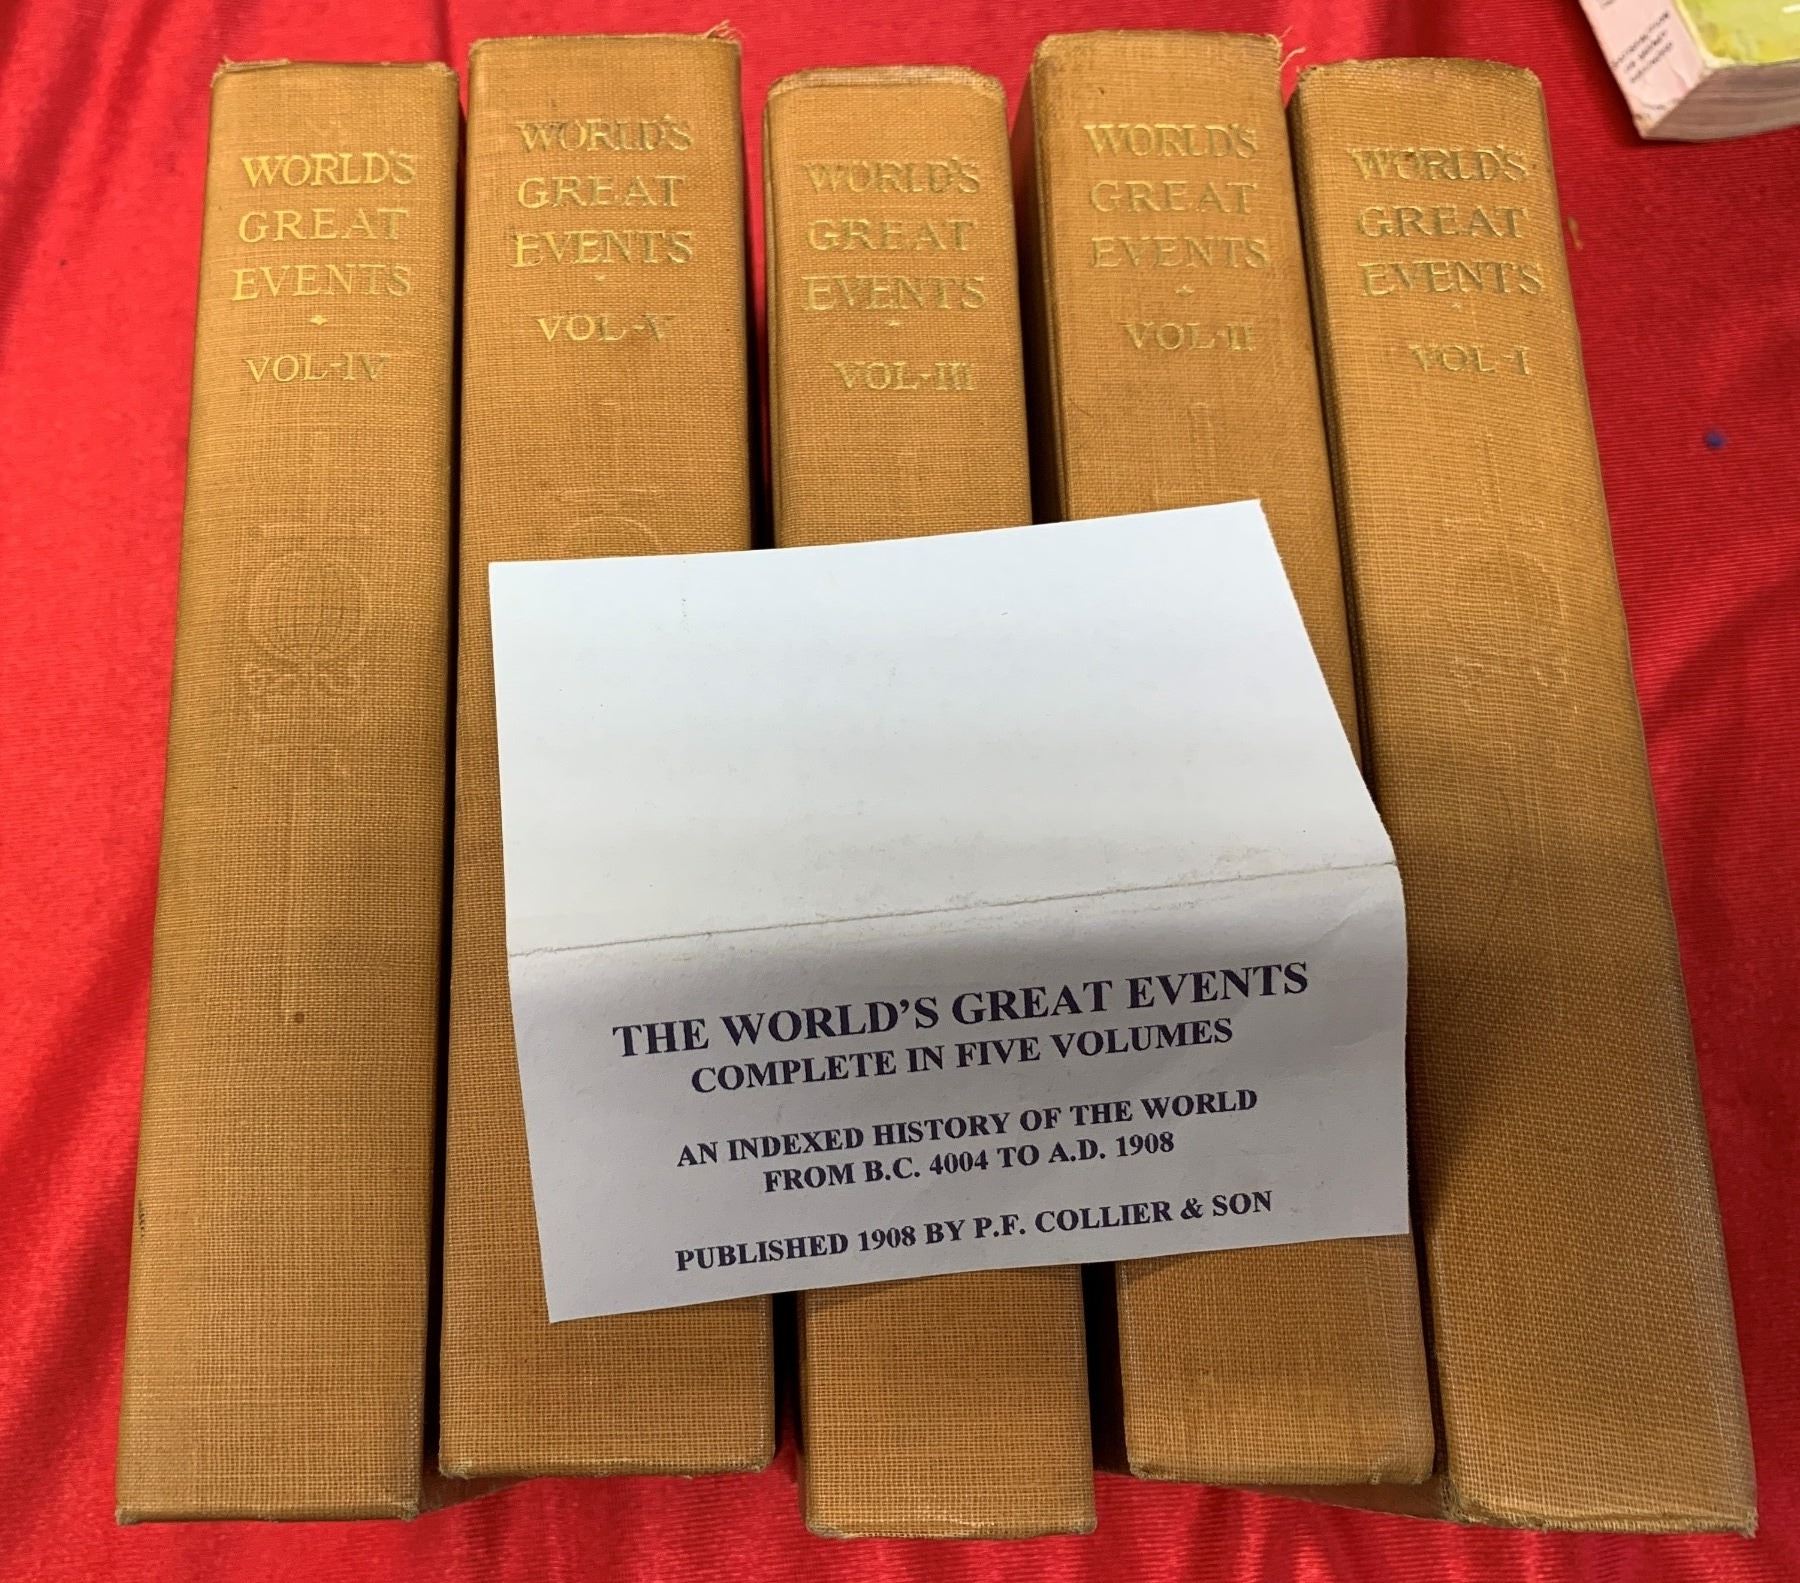 WORLD'S
GREAT
EVENTS
VOL-IV
WORLD'S
GREAT
EVENTS
VOL-V
WORLD'S
GREAT
EVENTS
VOL-III
WORLD'S
GREAT
EVENTS
VOL-II
WORLD'S
GREAT
EVENTS
VOL-I
THE WORLD'S GREAT EVENTS
COMPLETE IN FIVE VOLUMES
AN INDEXED HISTORY OF THE WORLD
FROM B.C. 4004 TO A.D. 1908
PUBLISHED 1908 BY P.F. COLLIER & SON